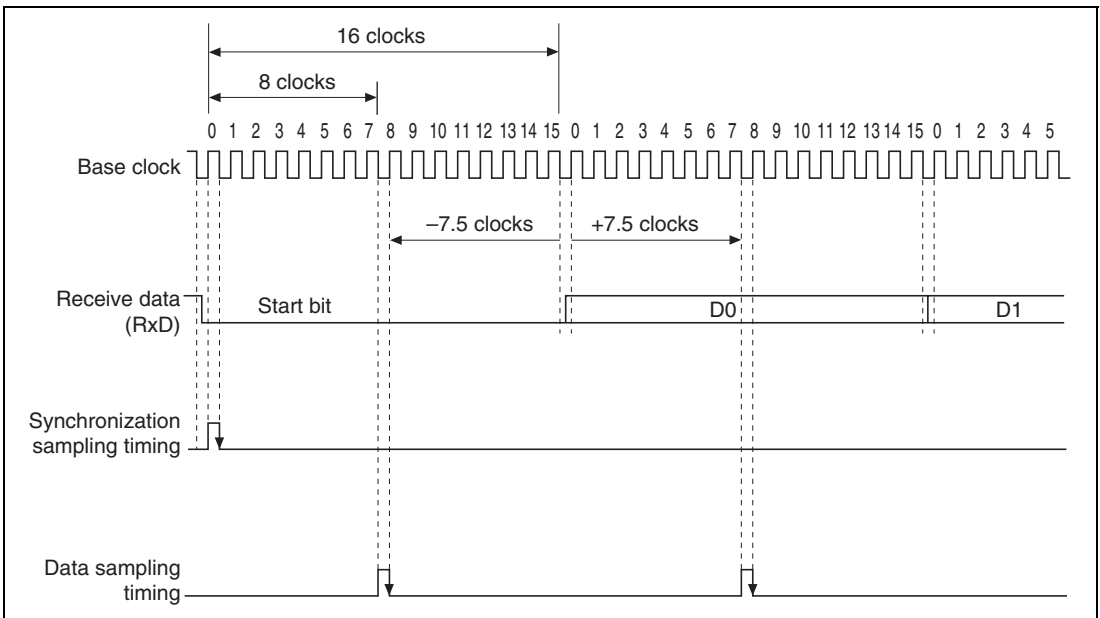 16 clocks
8 clocks
0 1 2 3 4 5 6 7 8 9 10 11 12 13 14 15 0 1 2 3 4 5 6 7 8 9 10 11 12 13 14 15 0 1 2 3 4 5
Base clock
–7.5 clocks +7.5 clocks
Receive data
(RxD)
Start bit D0 D1
Synchronization
sampling timing
Data sampling
timing